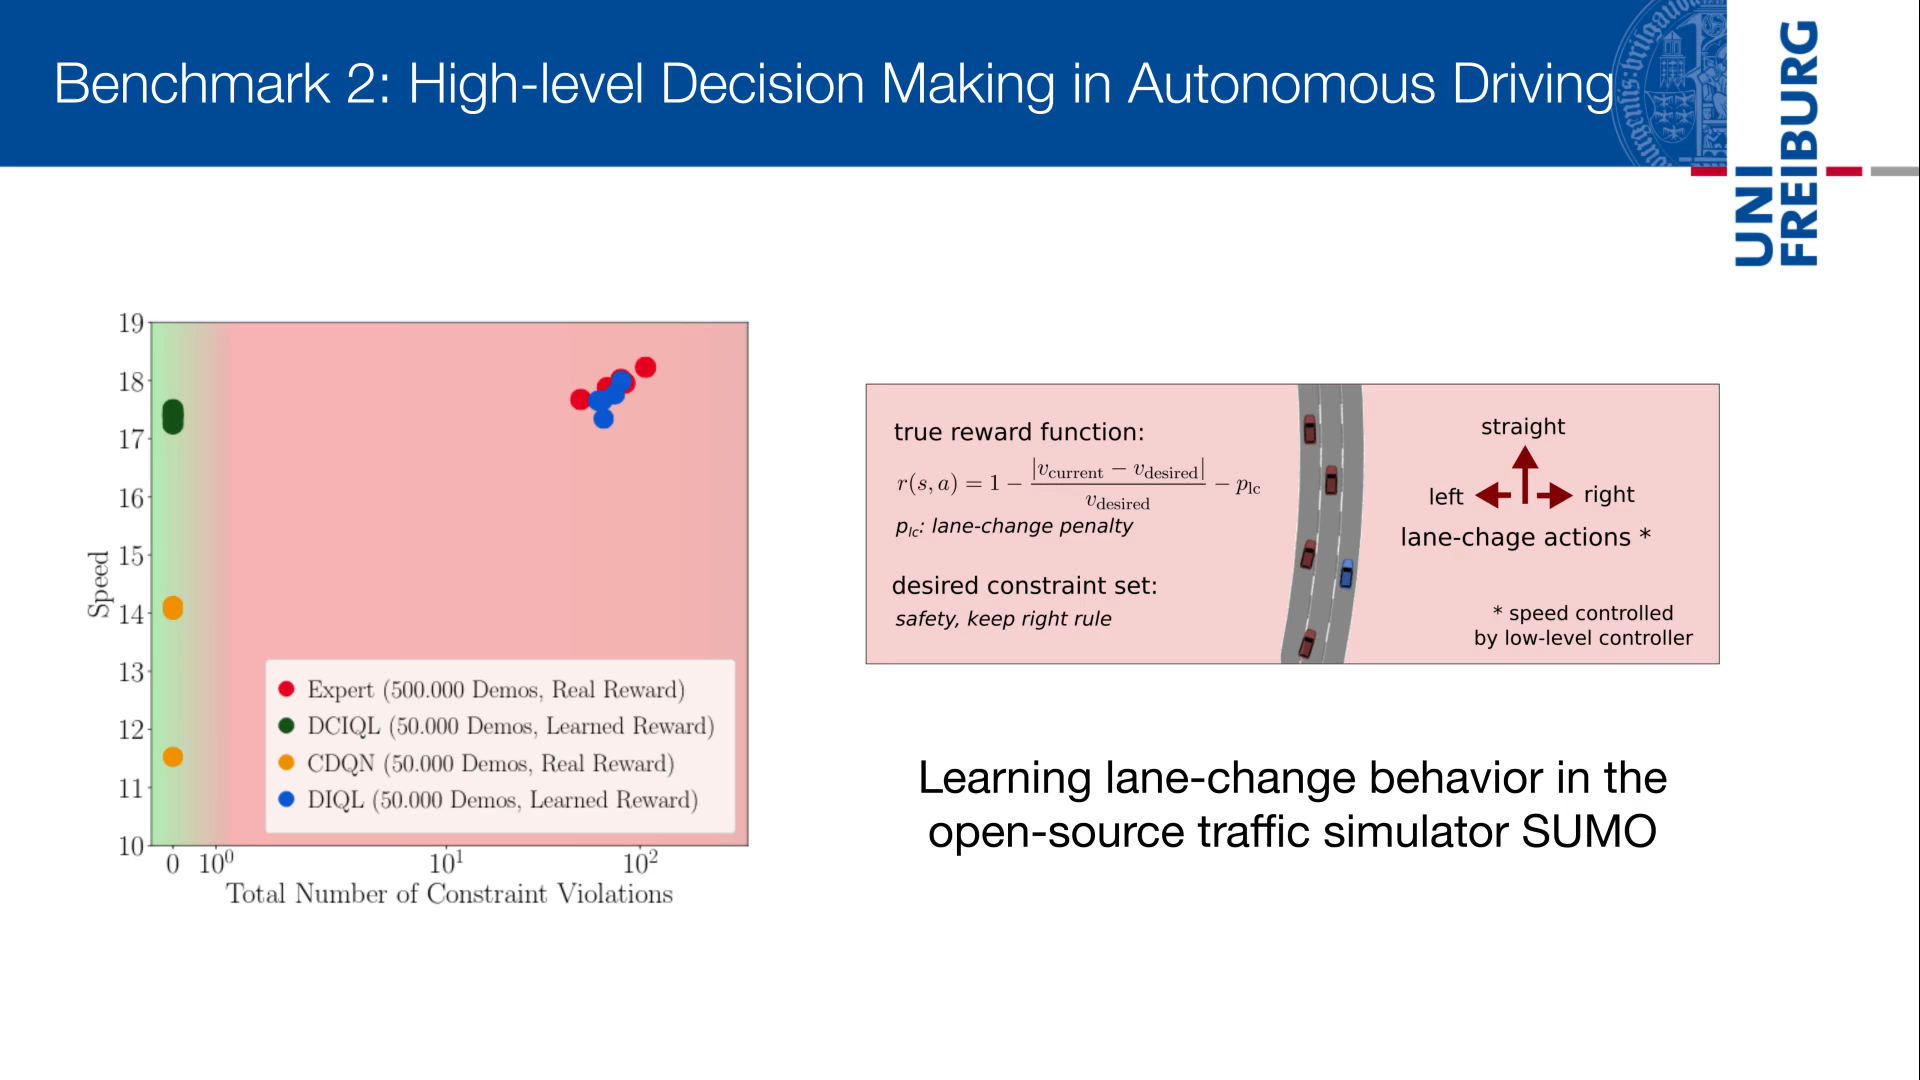 Benchmark 2: High-level Decision Making in Autonomous Driving
UNI
FREIBURG
19
18
17
16
15
14
13
12
11
10
Speed
Expert (500.000 Demos, Real Reward)
DCIQL (50.000 Demos, Learned Reward)
CDQN (50.000 Demos, Real Reward)
DIQL (50.000 Demos, Learned Reward)
0 10⁰ 10¹ 10²
Total Number of Constraint Violations
true reward function:
r(s, a) = 1 − |v_current − v_desired| / v_desired − p_lc
p_lc: lane-change penalty
desired constraint set:
safety, keep right rule
straight
left right
lane-chage actions *
* speed controlled
by low-level controller
Learning lane-change behavior in the
open-source traffic simulator SUMO